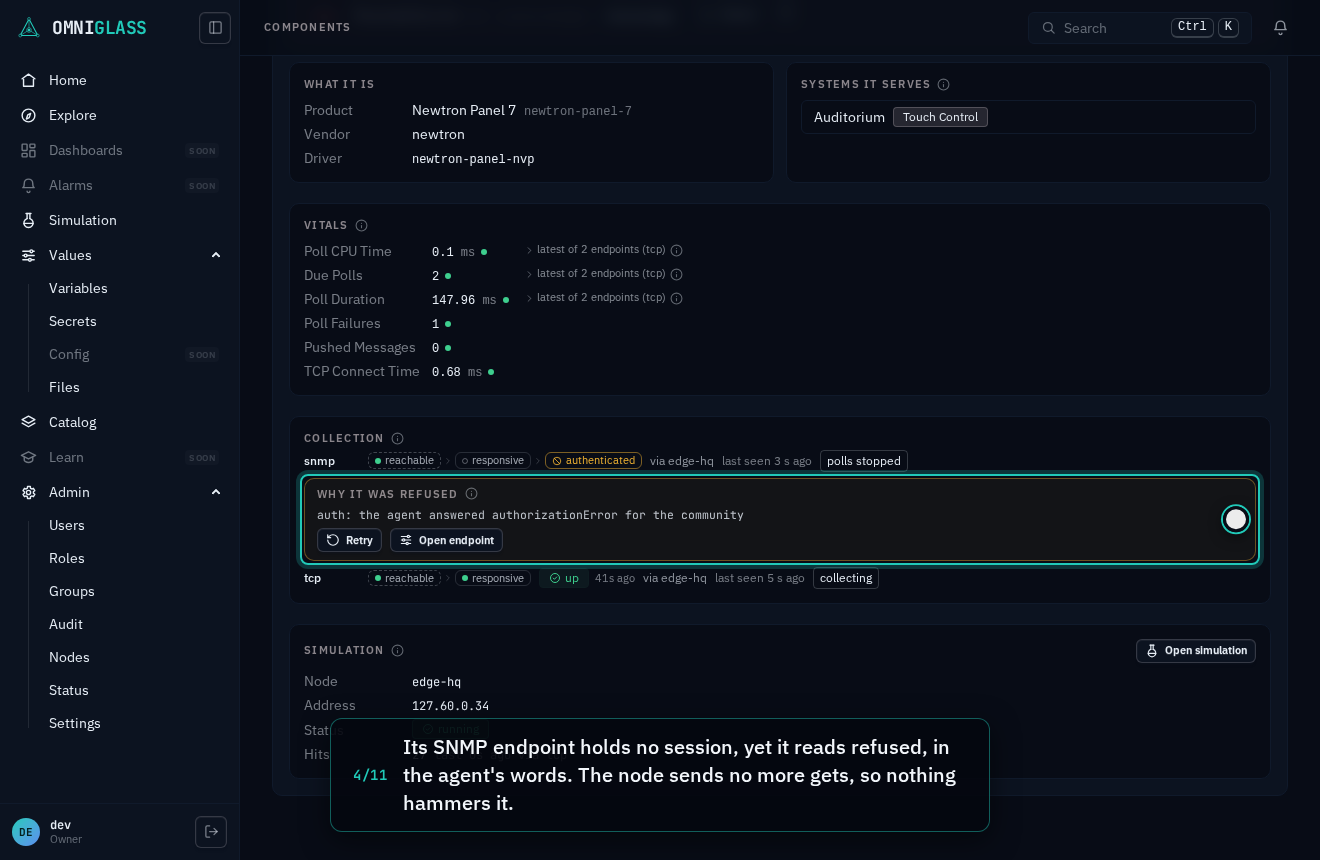 OMNIGLASS
COMPONENTS
Search
Ctrl K
Home
Explore
Dashboards SOON
Alarms SOON
Simulation
Values
Variables
Secrets
Config SOON
Files
Catalog
Learn SOON
Admin
Users
Roles
Groups
Audit
Nodes
Status
Settings
DE
dev
Owner
WHAT IT IS
Product Newtron Panel 7 newtron-panel-7
Vendor newtron
Driver newtron-panel-nvp
SYSTEMS IT SERVES
Auditorium Touch Control
VITALS
Poll CPU Time 0.1 ms latest of 2 endpoints (tcp)
Due Polls 2 latest of 2 endpoints (tcp)
Poll Duration 147.96 ms latest of 2 endpoints (tcp)
Poll Failures 1
Pushed Messages 0
TCP Connect Time 0.68 ms
COLLECTION
snmp reachable responsive authenticated via edge-hq last seen 3 s ago polls stopped
WHY IT WAS REFUSED
auth: the agent answered authorizationError for the community
Retry Open endpoint
tcp reachable responsive up 41s ago via edge-hq last seen 5 s ago collecting
SIMULATION
Open simulation
Node edge-hq
Address 127.60.0.34
Status running
Hits
4/11
Its SNMP endpoint holds no session, yet it reads refused, in
the agent's words. The node sends no more gets, so nothing
hammers it.